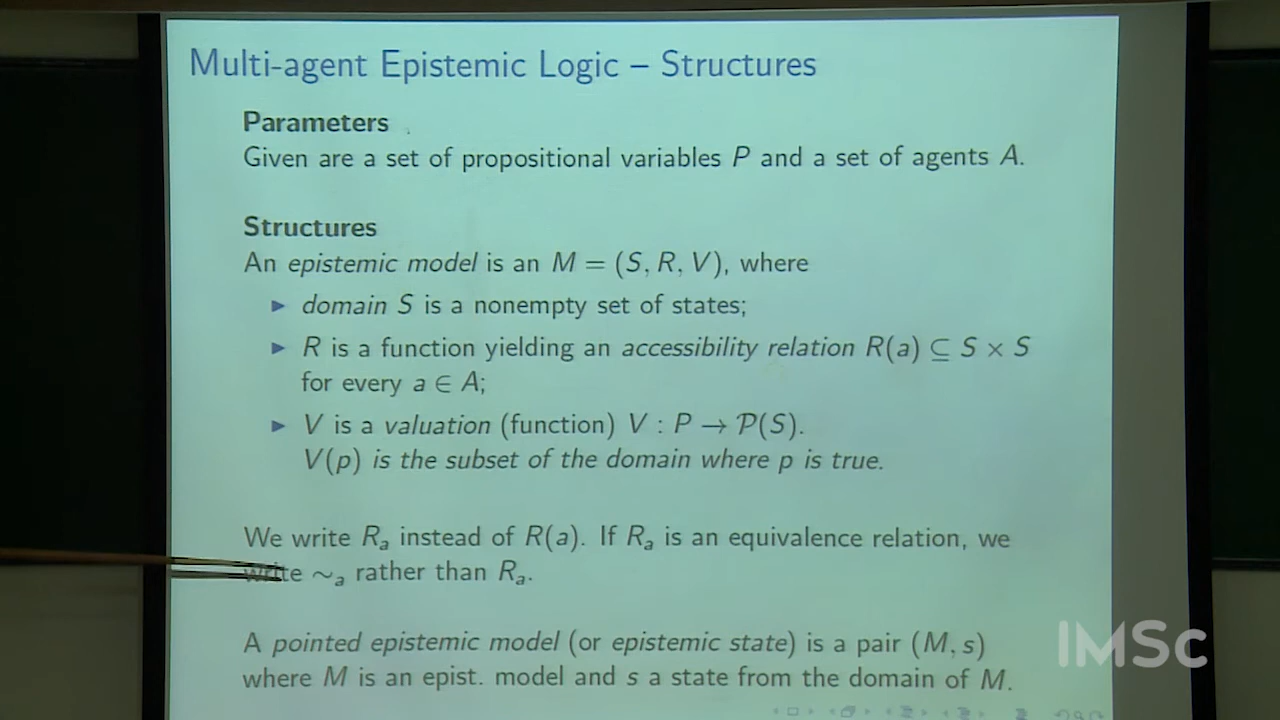 Multi-agent Epistemic Logic – Structures
Parameters
Given are a set of propositional variables P and a set of agents A.
Structures
An epistemic model is an M = (S, R, V), where
▶ domain S is a nonempty set of states;
▶ R is a function yielding an accessibility relation R(a) ⊆ S × S
for every a ∈ A;
▶ V is a valuation (function) V : P → 𝒫(S).
V(p) is the subset of the domain where p is true.
We write Rₐ instead of R(a). If Rₐ is an equivalence relation, we
write ∼ₐ rather than Rₐ.
A pointed epistemic model (or epistemic state) is a pair (M, s)
where M is an epist. model and s a state from the domain of M.
IMSc